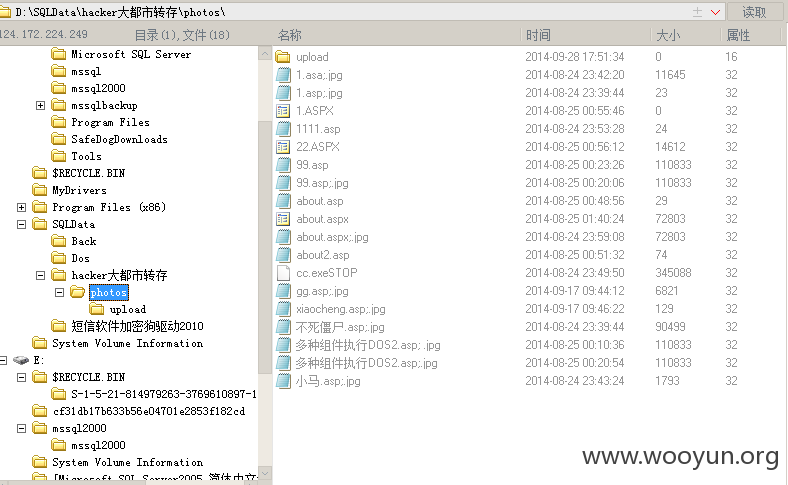 D:\SQLData\hacker大都市转存\photos\ 读取
124.172.224.249 目录(1),文件(18) 名称 时间 大小 属性
Microsoft SQL Server
mssql
mssql2000
mssqlbackup
Program Files
SafeDogDownloads
Tools
$RECYCLE.BIN
MyDrivers
Program Files (x86)
SQLData
Back
Dos
hacker大都市转存
photos
upload
短信软件加密狗驱动2010
System Volume Information
E:
$RECYCLE.BIN
S-1-5-21-814979263-3769610897-1
cf31db17b633b56e04701e2853f182cd
mssql2000
mssql2000
System Volume Information
[Microsoft SQL Server2005 简体中文
upload 2014-09-28 17:51:34 0 16
1.asa;.jpg 2014-08-24 23:42:20 11645 32
1.asp;.jpg 2014-08-24 23:39:44 23 32
1.ASPX 2014-08-25 00:55:46 0 32
1111.asp 2014-08-24 23:53:28 24 32
22.ASPX 2014-08-25 00:56:12 14612 32
99.asp 2014-08-25 00:23:26 110833 32
99.asp;.jpg 2014-08-25 00:20:06 110833 32
about.asp 2014-08-25 00:48:56 29 32
about.aspx 2014-08-25 01:40:24 72803 32
about.aspx;.jpg 2014-08-24 23:59:08 72803 32
about2.asp 2014-08-25 00:51:32 74 32
cc.exeSTOP 2014-08-24 23:49:50 345088 32
gg.asp;.jpg 2014-09-17 09:44:12 6821 32
xiaocheng.asp;.jpg 2014-09-17 09:46:22 129 32
不死僵尸.asp;.jpg 2014-08-24 23:39:44 90499 32
多种组件执行DOS2.asp; .jpg 2014-08-25 00:10:36 110833 32
多种组件执行DOS2.asp;.jpg 2014-08-25 00:20:54 110833 32
小马.asp;.jpg 2014-08-24 23:43:24 1793 32
www.wooyun.org